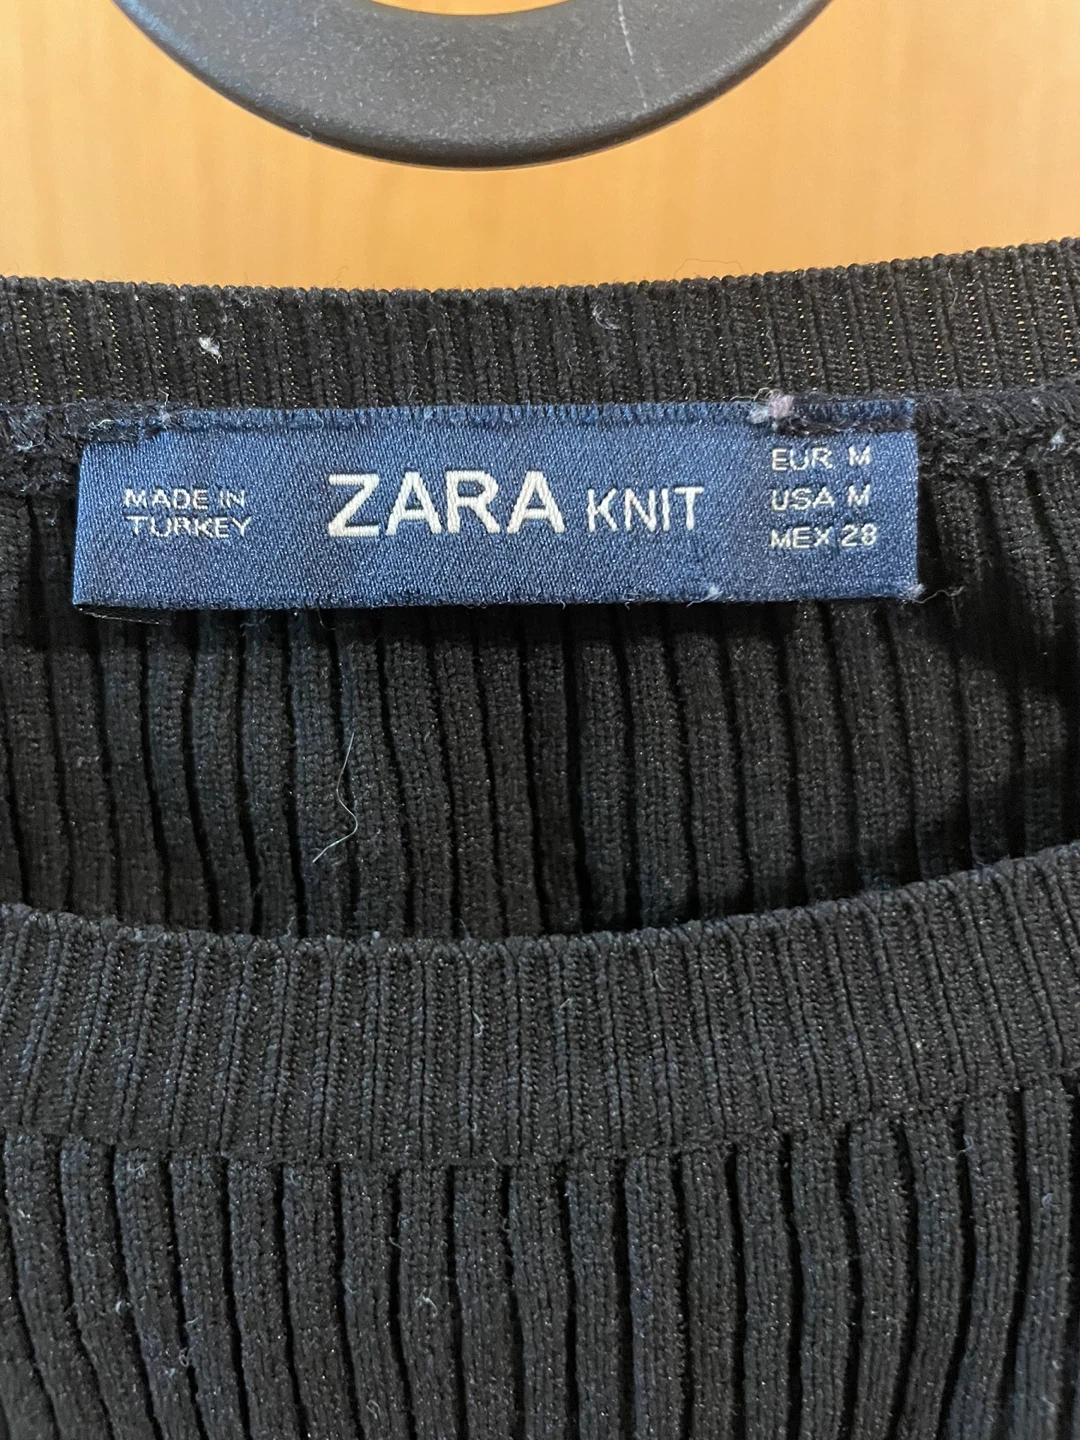 MADE IN
TURKEY
ZARA KNIT
EUR M
USA M
MEX 28